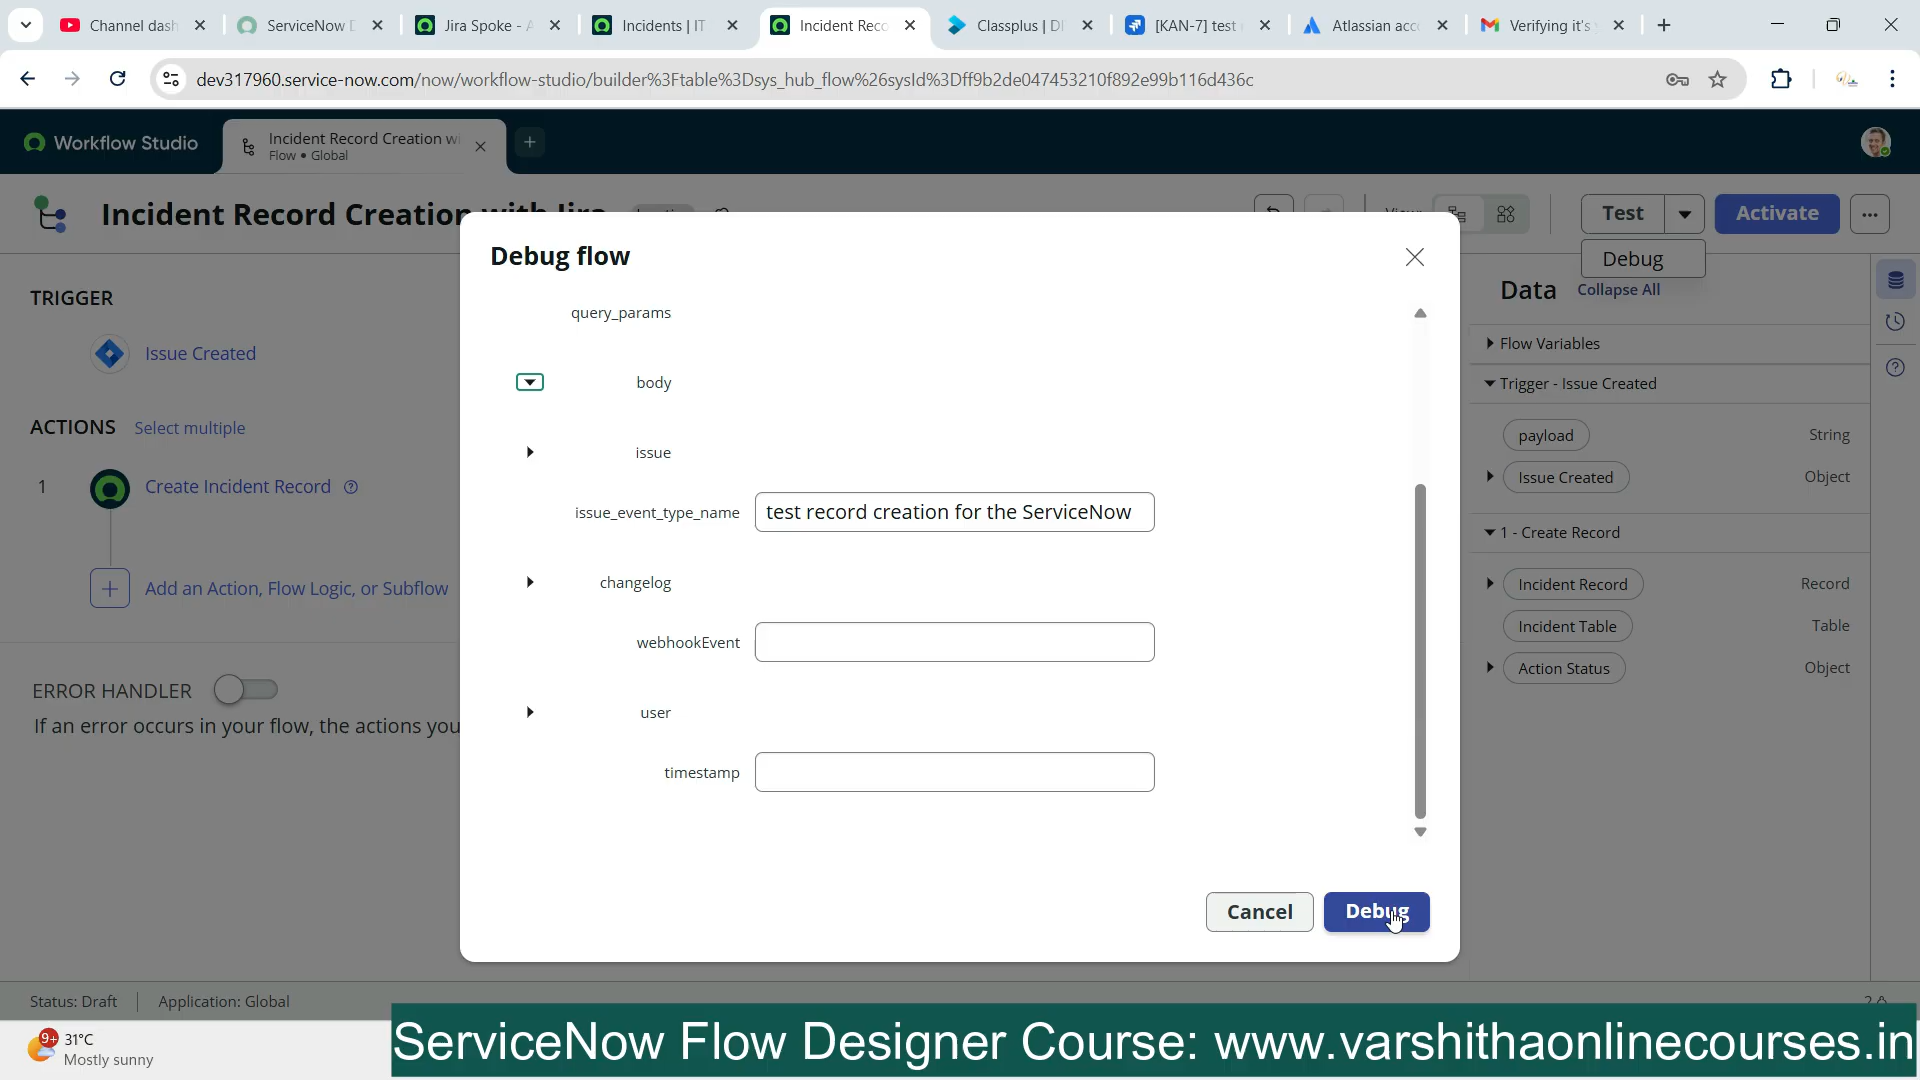 Channel dash
ServiceNow D
Jira Spoke - A
Incidents | IT
Incident Reco
Classplus | D
[KAN-7] test
Atlassian acc
Verifying it's
dev317960.service-now.com/now/workflow-studio/builder%3Ftable%3Dsys_hub_flow%26sysId%3Dff9b2de047453210f892e99b116d436c
Workflow Studio
Incident Record Creation wi
Flow • Global
Incident Record Creation with Jira
Test
Activate
Debug
TRIGGER
Issue Created
ACTIONS Select multiple
1 Create Incident Record
Add an Action, Flow Logic, or Subflow
ERROR HANDLER
If an error occurs in your flow, the actions you
Debug flow
query_params
body
issue
issue_event_type_name test record creation for the ServiceNow
changelog
webhookEvent
user
timestamp
Cancel
Debug
Data Collapse All
Flow Variables
Trigger - Issue Created
payload String
Issue Created Object
1 - Create Record
Incident Record Record
Incident Table Table
Action Status Object
Status: Draft
Application: Global
9+
31°C
Mostly sunny
ServiceNow Flow Designer Course: www.varshithaonlinecourses.in